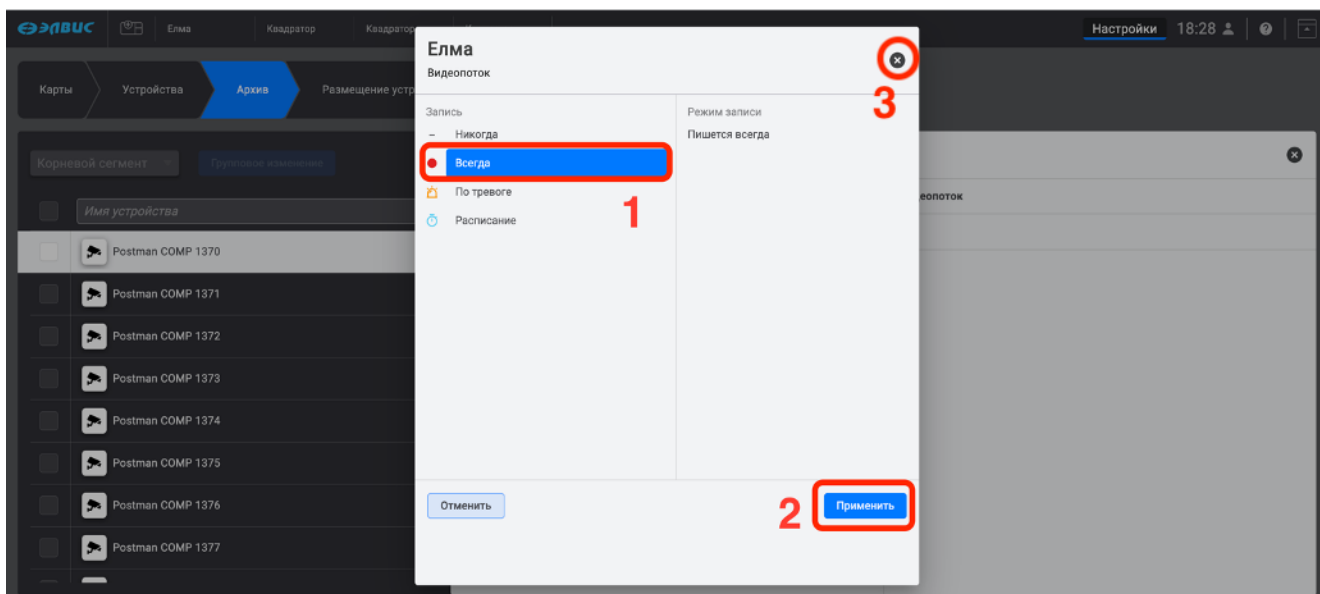 ЭЛВИС
Елма
Квадратор
Квадратор
Настройки
18:28
Карты
Устройства
Архив
Размещение устр
Корневой сегмент
Групповое изменение
Имя устройства
Postman COMP 1370
Postman COMP 1371
Postman COMP 1372
Postman COMP 1373
Postman COMP 1374
Postman COMP 1375
Postman COMP 1376
Postman COMP 1377
Елма
Видеопоток
3
Запись
Никогда
Всегда
По тревоге
Расписание
1
Режим записи
Пишется всегда
Отменить
2
Применить
еопоток